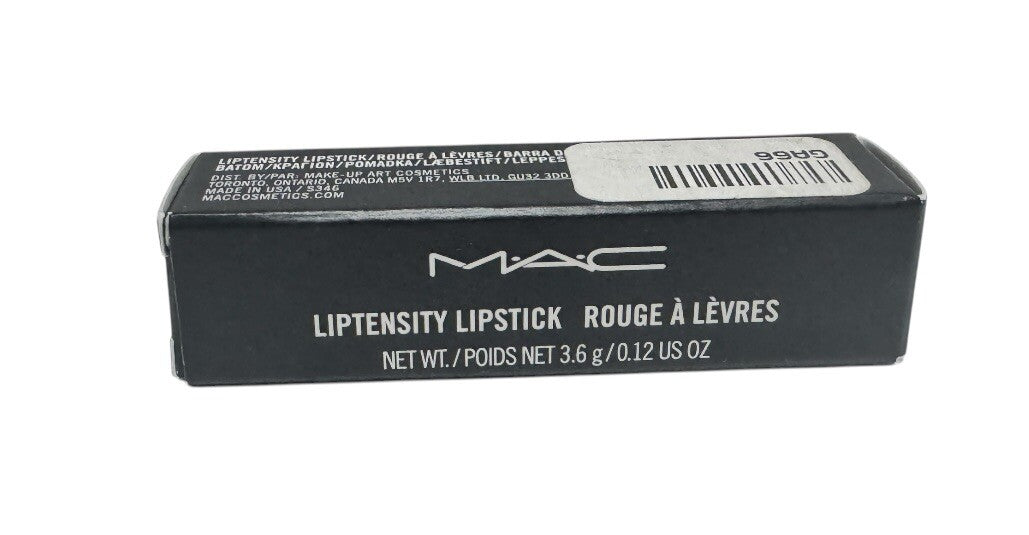 LIPTENSITY LIPSTICK/ROUGE À LÈVRES/BARRA D
BATOM/ΚΡΑΓΙΟΝ/POMADKA/LÆBESTIFT/LEPPES
DIST. BY/PAR: MAKE-UP ART COSMETICS
TORONTO, ONTARIO, CANADA M5V 1R7, WLB LTD. GU32 3DD
MADE IN USA / S346
MACCOSMETICS.COM
GA66
M·A·C
LIPTENSITY LIPSTICK ROUGE À LÈVRES
NET WT./POIDS NET 3.6 g/0.12 US OZ